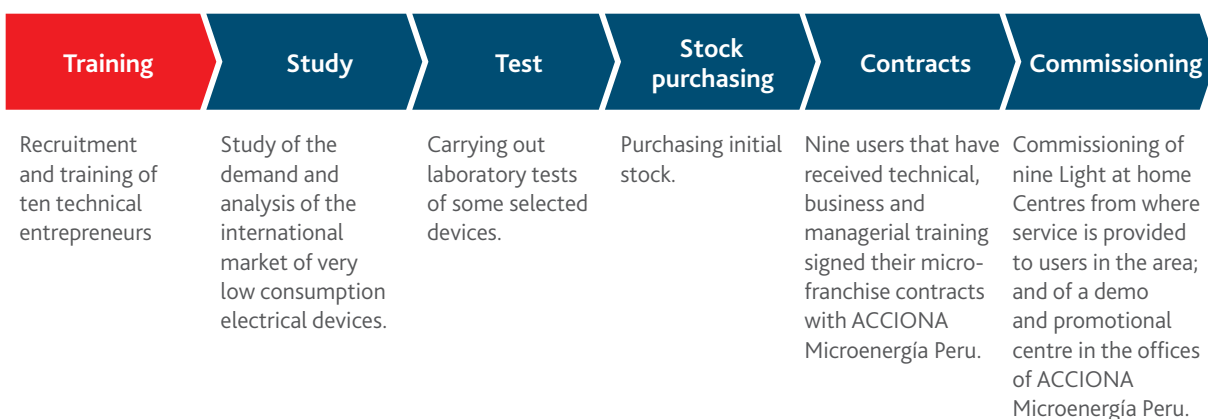 Training
Study
Test
Stock
purchasing
Contracts
Commissioning
Recruitment
and training of
ten technical
entrepreneurs
Study of the
demand and
analysis of the
international
market of very
low consumption
electrical devices.
Carrying out
laboratory tests
of some selected
devices.
Purchasing initial
stock.
Nine users that have
received technical,
business and
managerial training
signed their micro-
franchise contracts
with ACCIONA
Microenergía Peru.
Commissioning of
nine Light at home
Centres from where
service is provided
to users in the area;
and of a demo
and promotional
centre in the offices
of ACCIONA
Microenergía Peru.